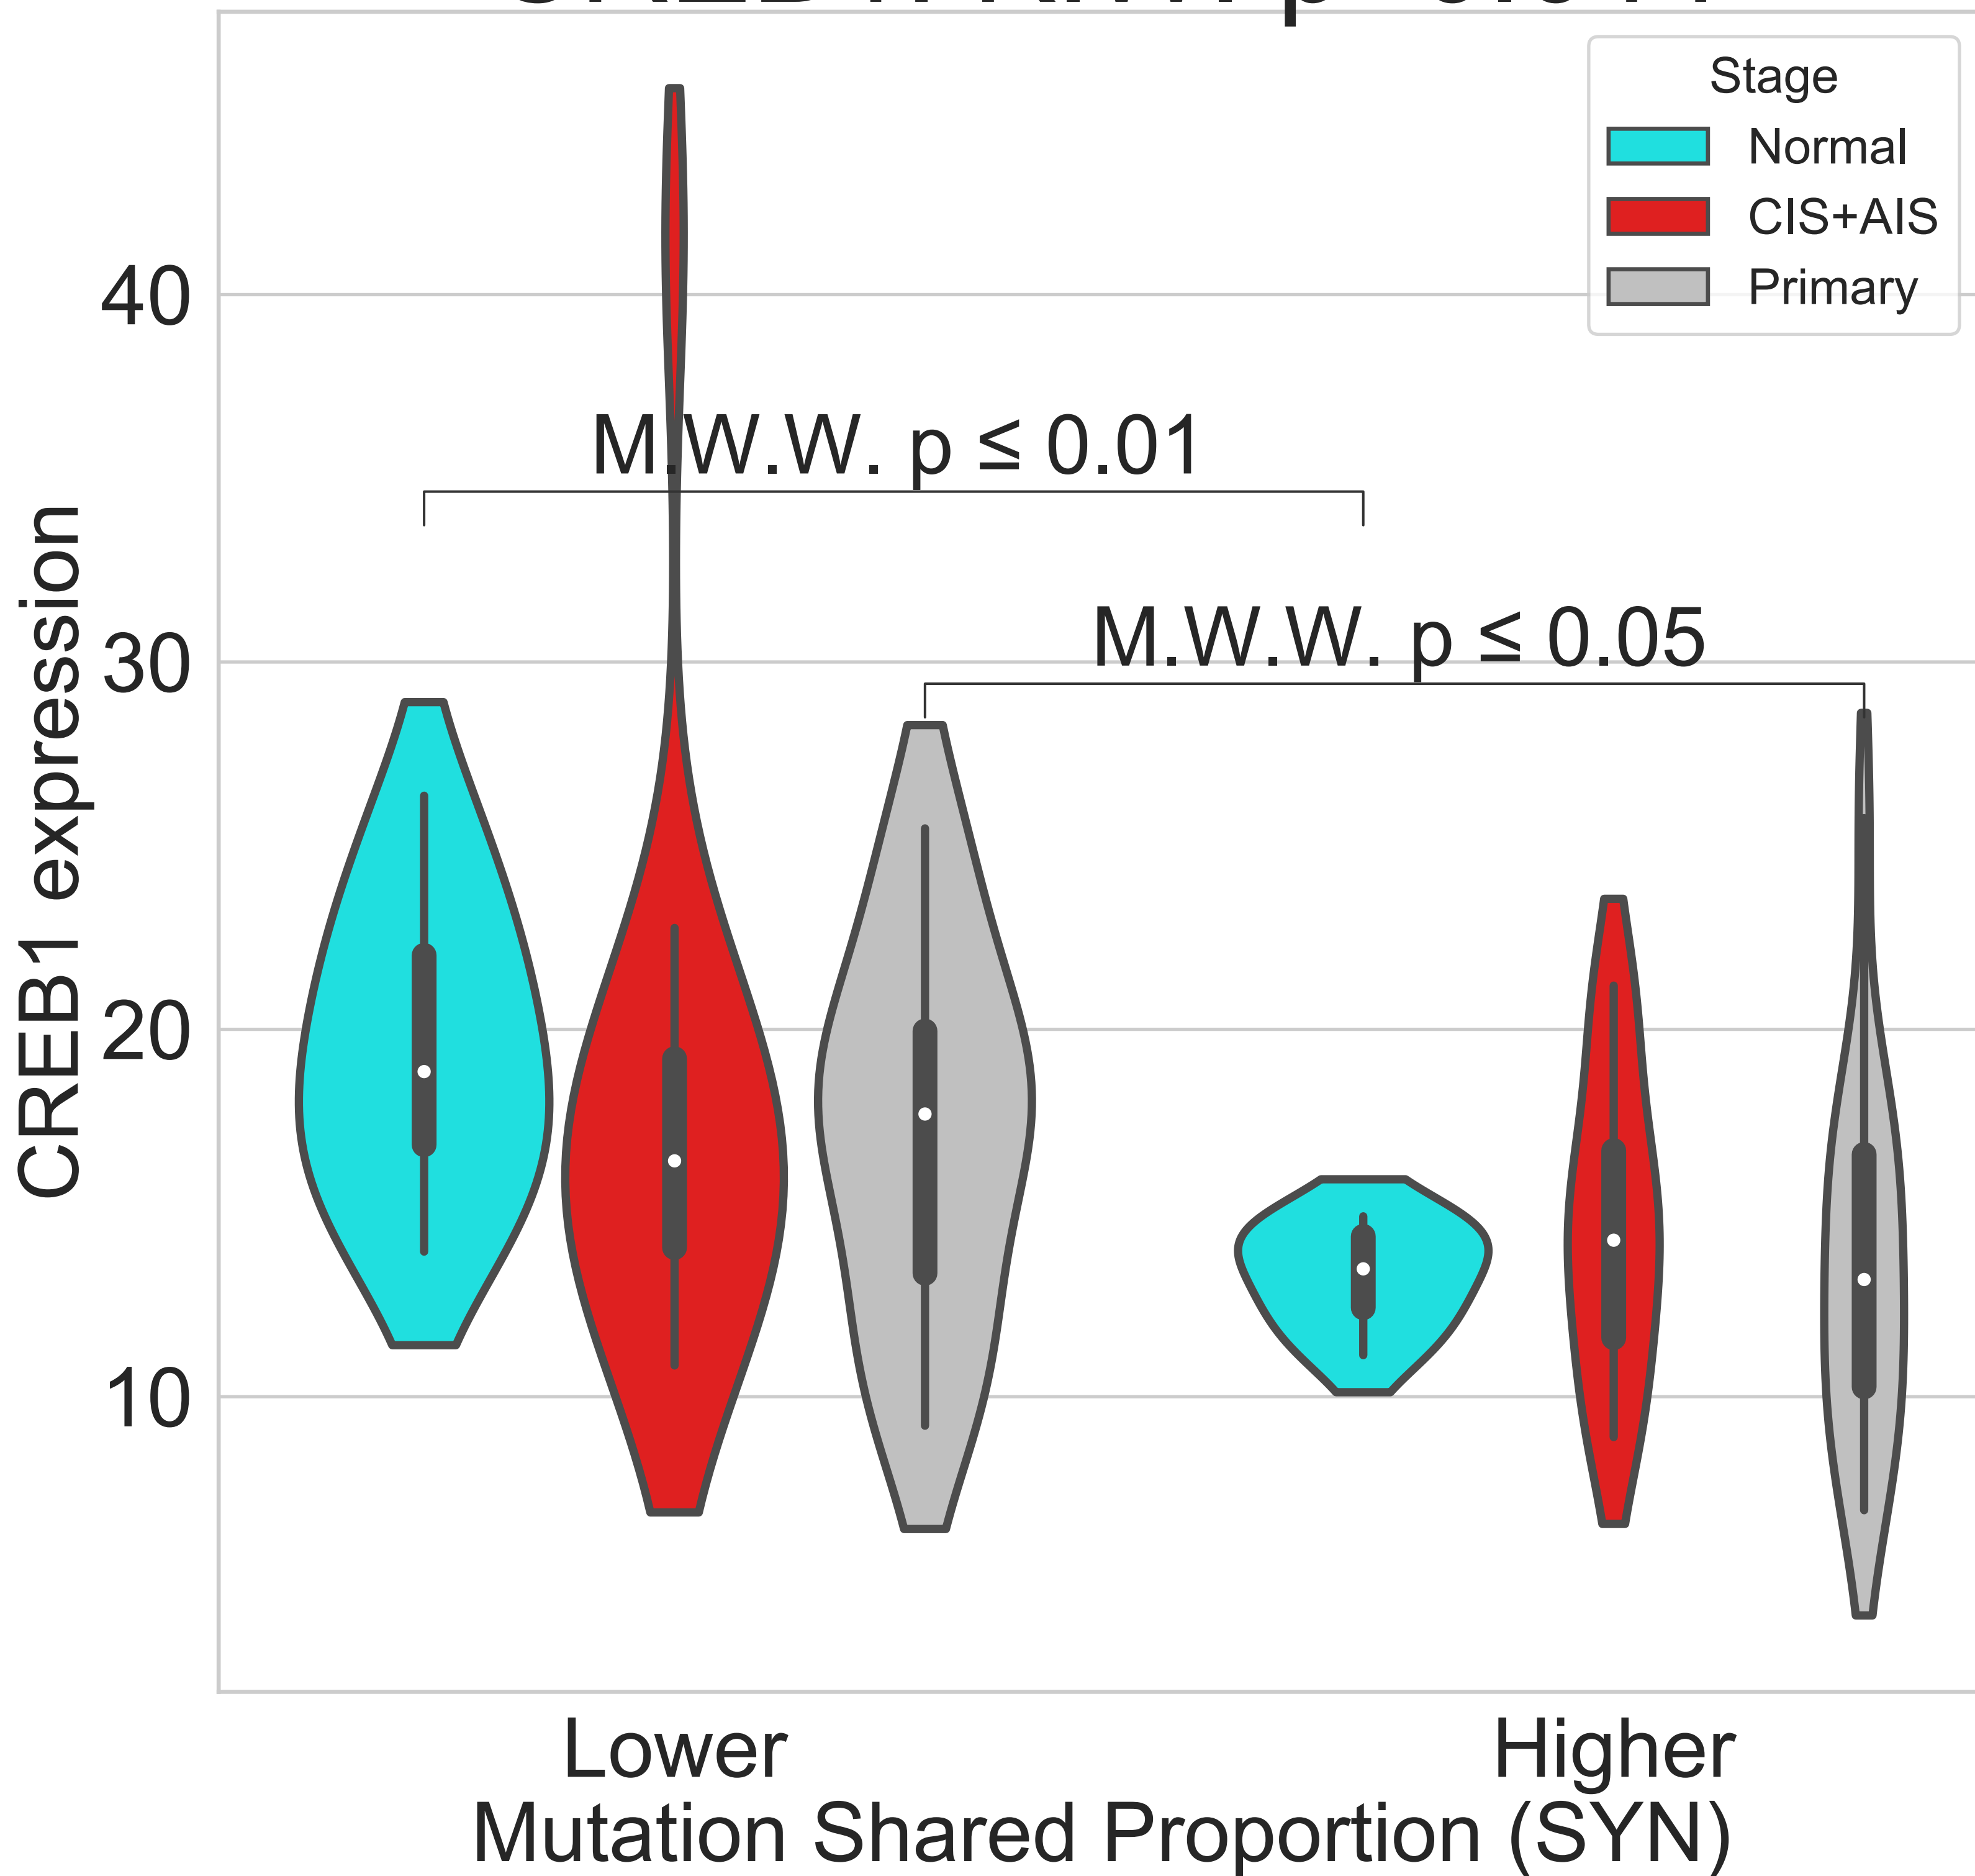 Stage
Normal
CIS+AIS
Primary
40
M.W.W. p ≤ 0.01
30
M.W.W. p ≤ 0.05
20
10
CREB1 expression
Lower
Higher
Mutation Shared Proportion (SYN)